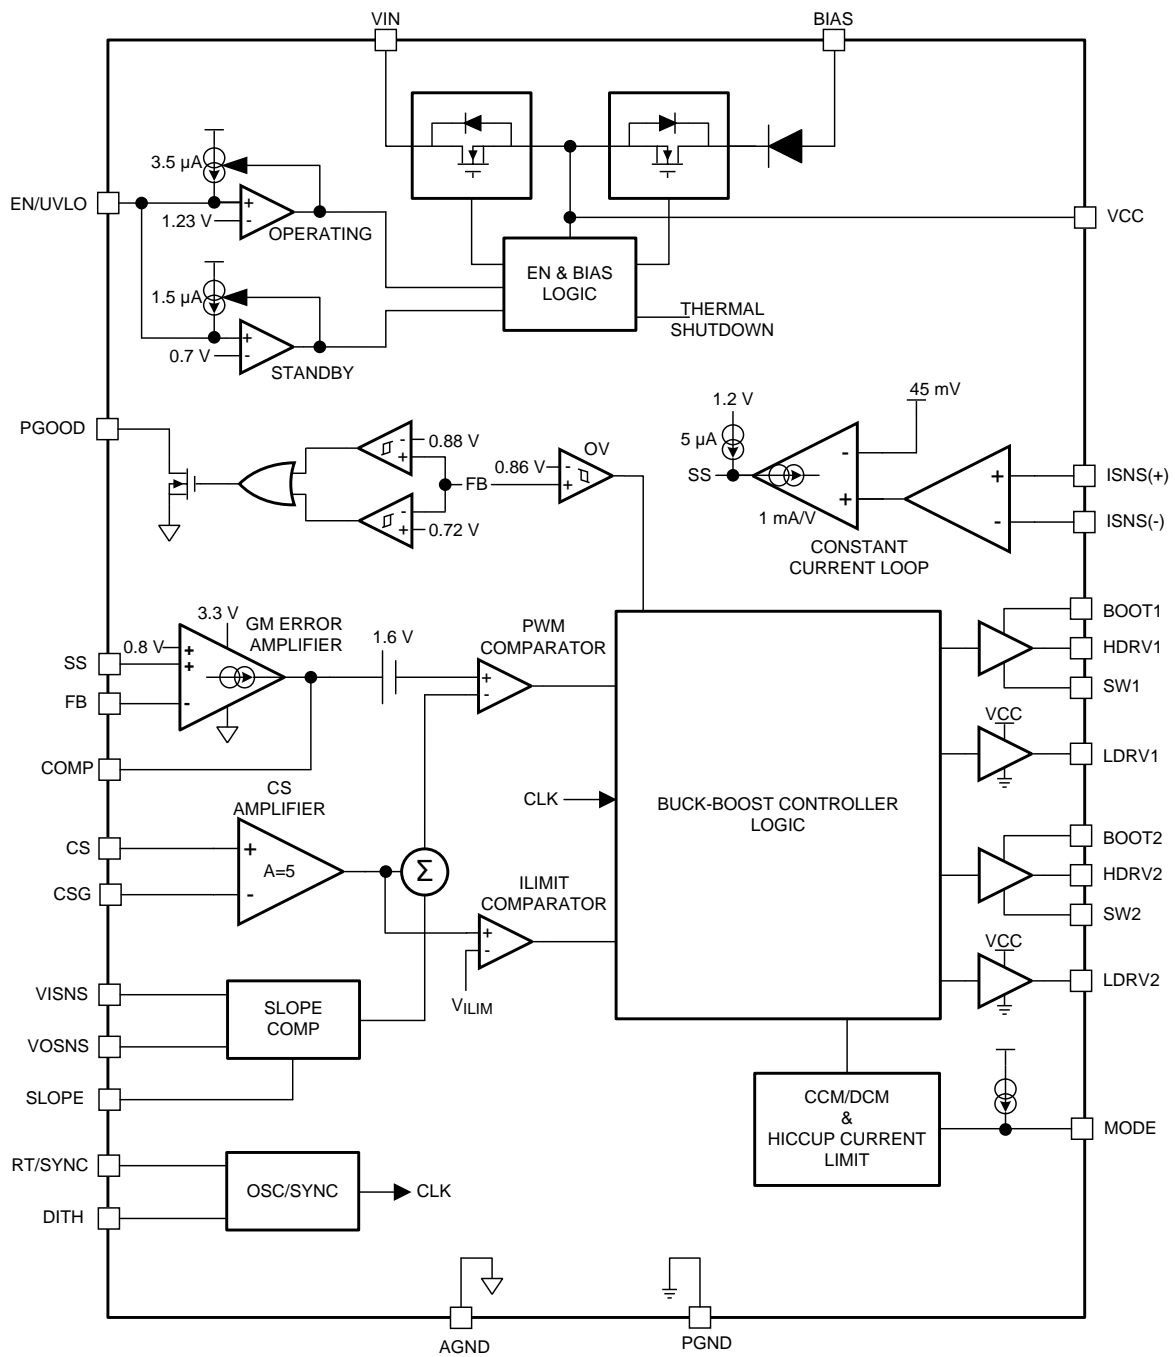 VIN
BIAS
3.5 µA
EN/UVLO
+
1.23 V
-
OPERATING
VCC
EN & BIAS
LOGIC
1.5 µA
+
0.7 V
-
STANDBY
THERMAL
SHUTDOWN
PGOOD
-
0.88 V
+
FB
-
0.72 V
+
OV
0.86 V
-
+
1.2 V
45 mV
5 µA
SS
-
+
1 mA/V
+
-
ISNS(+)
ISNS(-)
CONSTANT
CURRENT LOOP
3.3 V
GM ERROR
AMPLIFIER
0.8 V
+
SS
+
FB
-
COMP
1.6 V
PWM
COMPARATOR
+
-
BOOT1
HDRV1
SW1
VCC
LDRV1
CS
AMPLIFIER
CS
+
A=5
CSG
-
Σ
CLK
BUCK-BOOST CONTROLLER
LOGIC
ILIMIT
COMPARATOR
+
-
VILIM
BOOT2
HDRV2
SW2
VCC
LDRV2
VISNS
VOSNS
SLOPE
SLOPE
COMP
CCM/DCM
&
HICCUP CURRENT
LIMIT
MODE
RT/SYNC
DITH
OSC/SYNC
CLK
AGND
PGND